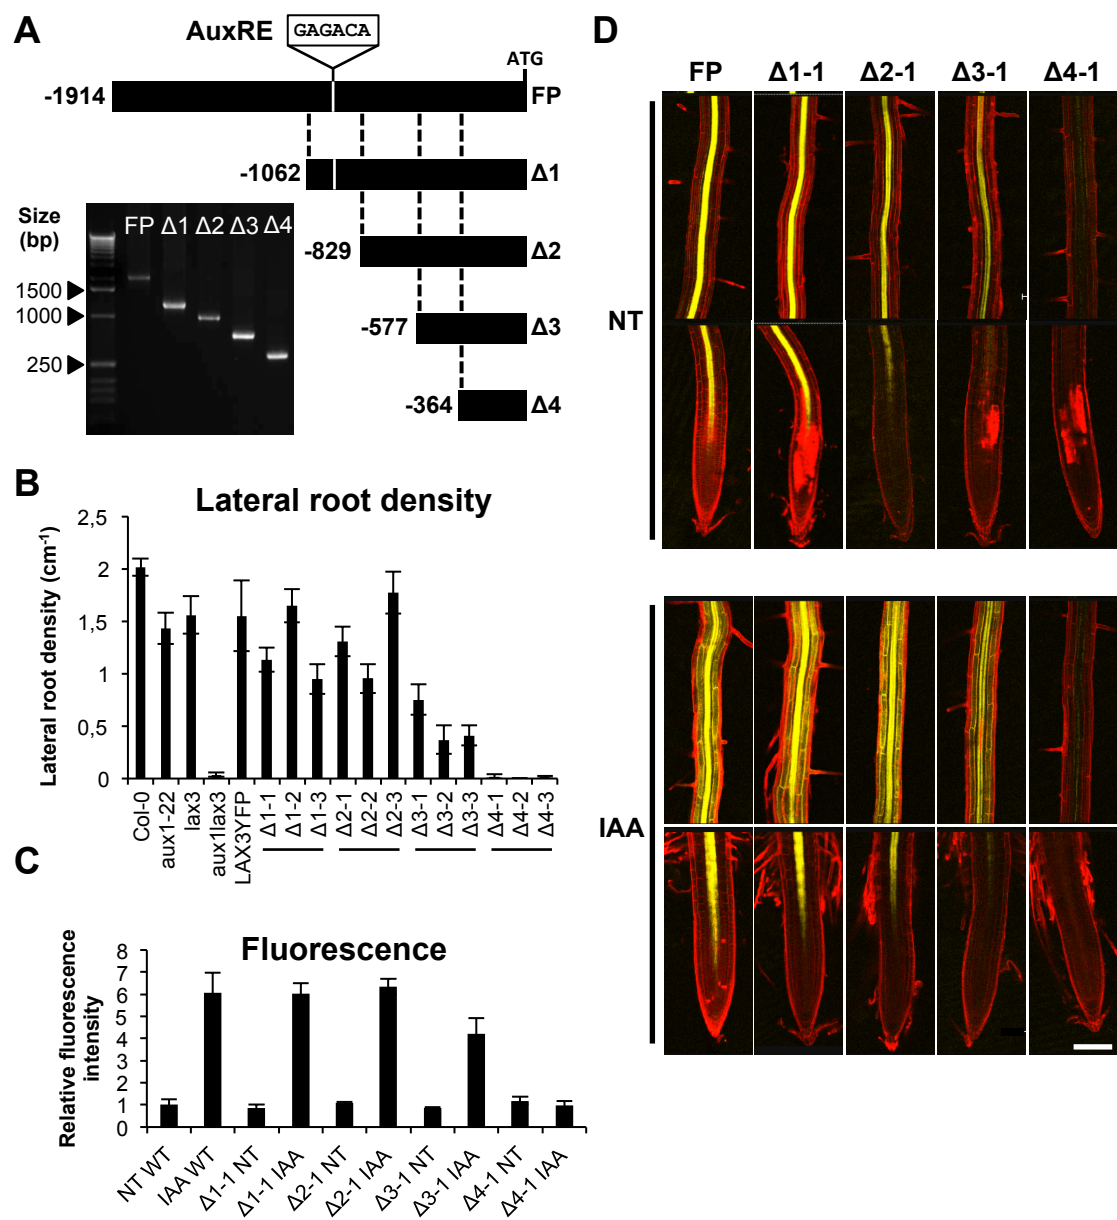 A
AuxRE
GAGACA
ATG
-1914
FP
-1062
Δ1
-829
Δ2
-577
Δ3
-364
Δ4
Size
(bp)
FP Δ1 Δ2 Δ3 Δ4
1500
1000
250
B
Lateral root density
Lateral root density (cm-1)
2,5
2
1,5
1
0,5
0
Col-0
aux1-22
lax3
aux1lax3
LAX3YFP
Δ1-1
Δ1-2
Δ1-3
Δ2-1
Δ2-2
Δ2-3
Δ3-1
Δ3-2
Δ3-3
Δ4-1
Δ4-2
Δ4-3
C
Fluorescence
Relative fluorescence
intensity
8
7
6
5
4
3
2
1
0
NT WT
IAA WT
Δ1-1 NT
Δ1-1 IAA
Δ2-1 NT
Δ2-1 IAA
Δ3-1 NT
Δ3-1 IAA
Δ4-1 NT
Δ4-1 IAA
D
FP Δ1-1 Δ2-1 Δ3-1 Δ4-1
NT
IAA